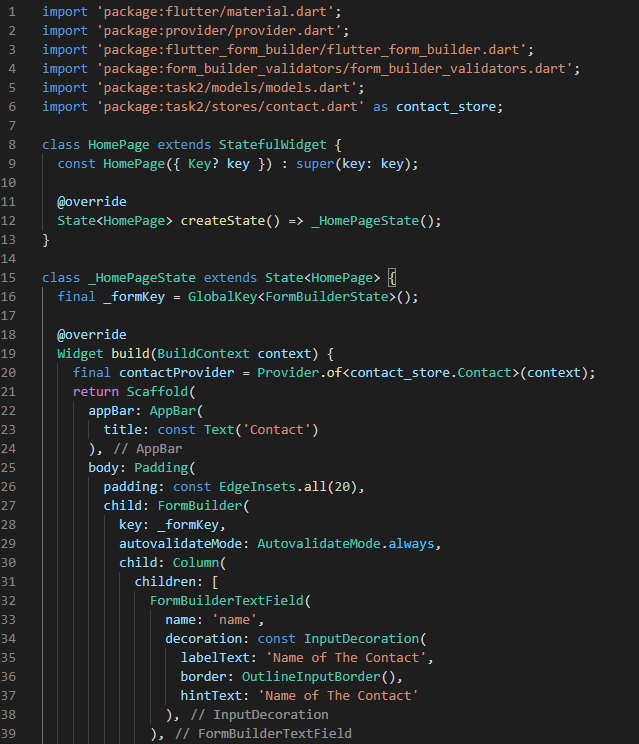 1 import 'package:flutter/material.dart';
2 import 'package:provider/provider.dart';
3 import 'package:flutter_form_builder/flutter_form_builder.dart';
4 import 'package:form_builder_validators/form_builder_validators.dart';
5 import 'package:task2/models/models.dart';
6 import 'package:task2/stores/contact.dart' as contact_store;
7
8 class HomePage extends StatefulWidget {
9   const HomePage({ Key? key }) : super(key: key);
10
11   @override
12   State<HomePage> createState() => _HomePageState();
13 }
14
15 class _HomePageState extends State<HomePage> {
16   final _formKey = GlobalKey<FormBuilderState>();
17
18   @override
19   Widget build(BuildContext context) {
20     final contactProvider = Provider.of<contact_store.Contact>(context);
21     return Scaffold(
22       appBar: AppBar(
23         title: const Text('Contact')
24       ), // AppBar
25       body: Padding(
26         padding: const EdgeInsets.all(20),
27         child: FormBuilder(
28           key: _formKey,
29           autovalidateMode: AutovalidateMode.always,
30           child: Column(
31             children: [
32               FormBuilderTextField(
33                 name: 'name',
34                 decoration: const InputDecoration(
35                   labelText: 'Name of The Contact',
36                   border: OutlineInputBorder(),
37                   hintText: 'Name of The Contact'
38                 ), // InputDecoration
39               ), // FormBuilderTextField